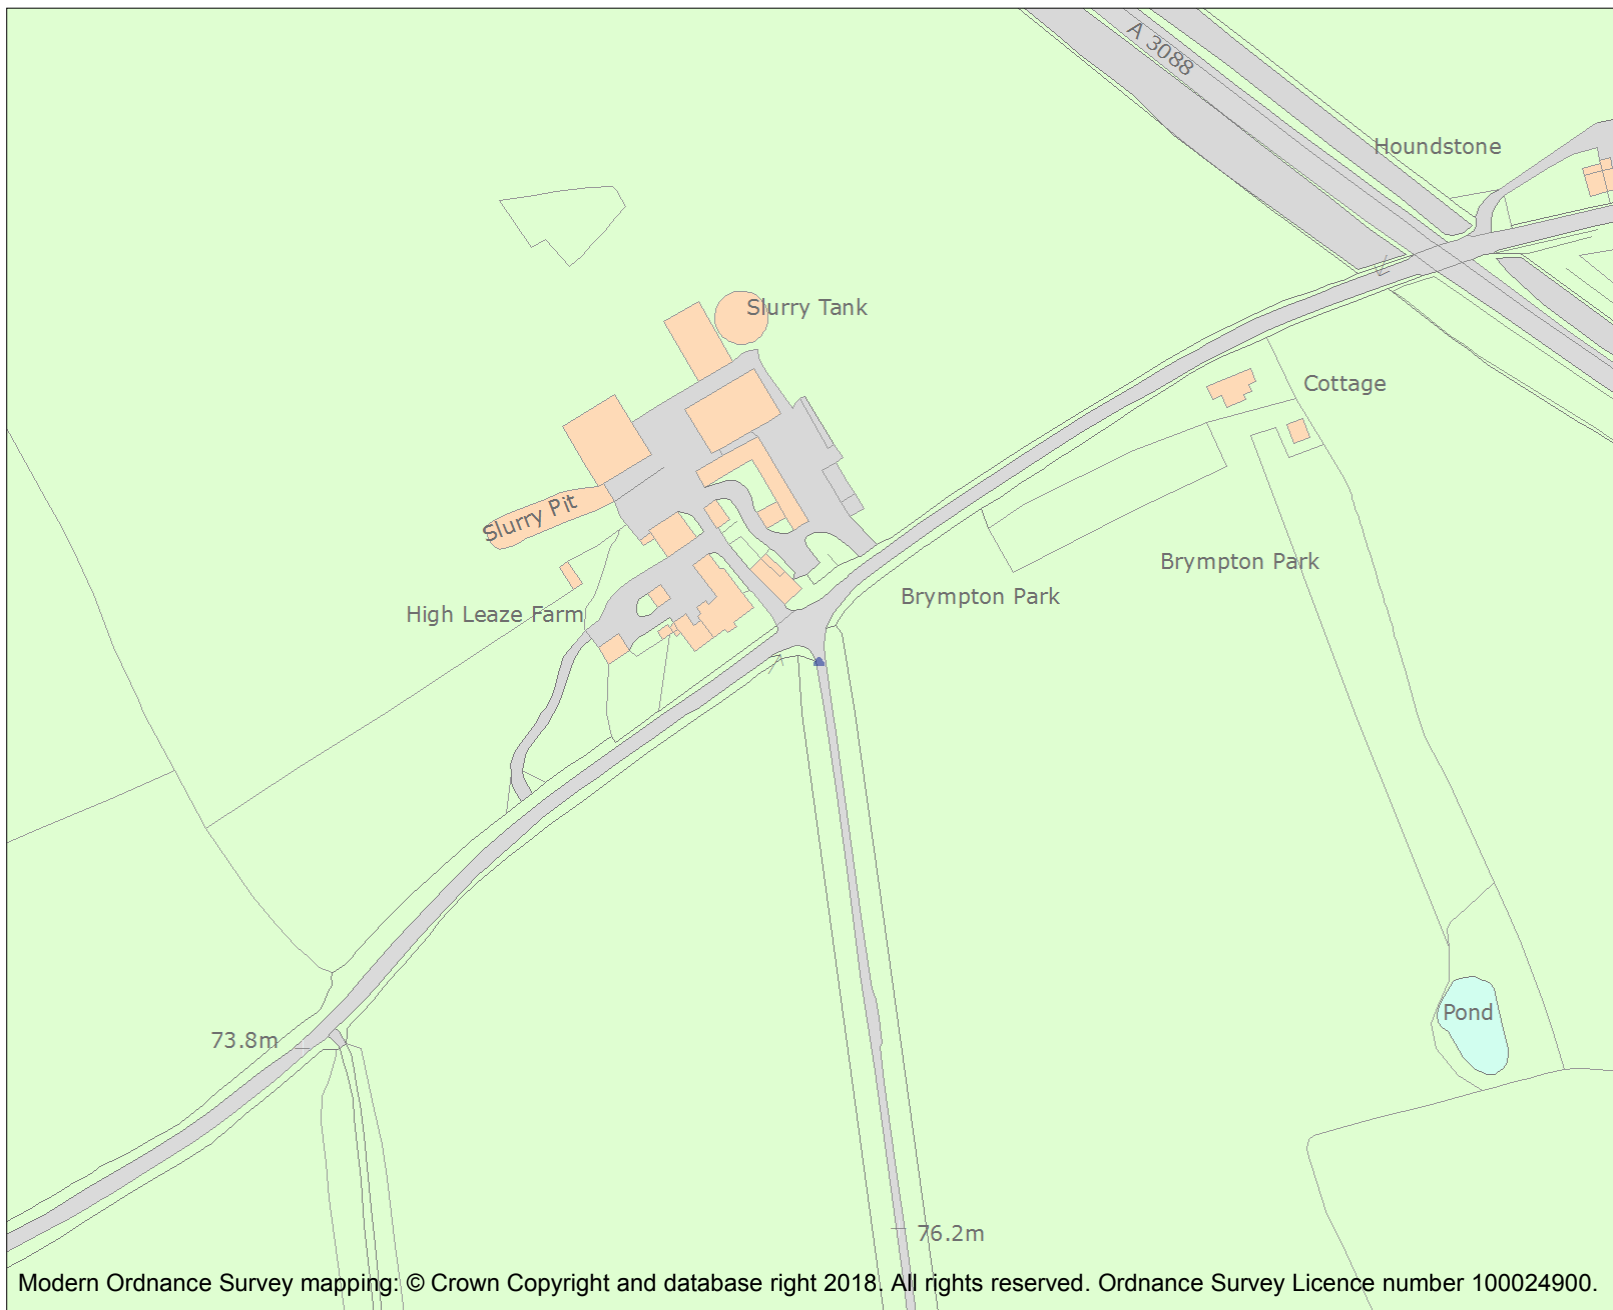 A 3088
Houndstone
Slurry Tank
Cottage
Slurry Pit
Brympton Park
Brympton Park
High Leaze Farm
Pond
73.8m
76.2m
Modern Ordnance Survey mapping: © Crown Copyright and database right 2018. All rights reserved. Ordnance Survey Licence number 100024900.